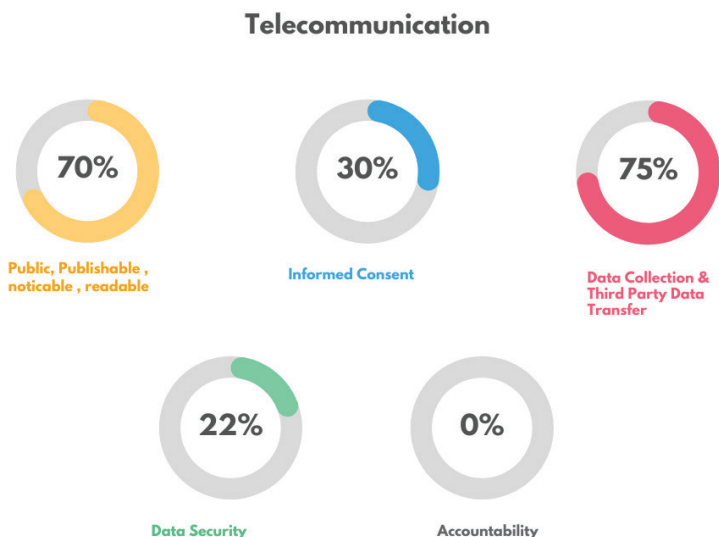 Telecommunication
70%
30%
75%
Public, Publishable ,
noticable , readable
Informed Consent
Data Collection &
Third Party Data
Transfer
22%
0%
Data Security
Accountability